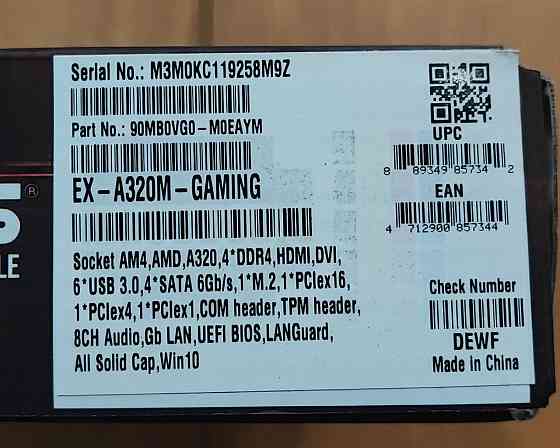 Serial No.: M3M0KC119258M9Z
Part No.: 90MB0VG0-M0EAYM
EX-A320M-GAMING
Socket AM4,AMD,A320,4*DDR4,HDMI,DVI,
6*USB 3.0,4*SATA 6Gb/s,1*M.2,1*PCIex16,
1*PCIex4,1*PCIex1,COM header,TPM header,
8CH Audio,Gb LAN,UEFI BIOS,LANGuard,
All Solid Cap,Win10
UPC
8 89349 85734 2
EAN
4 712900 857344
Check Number
DEWF
Made in China
S®
LE